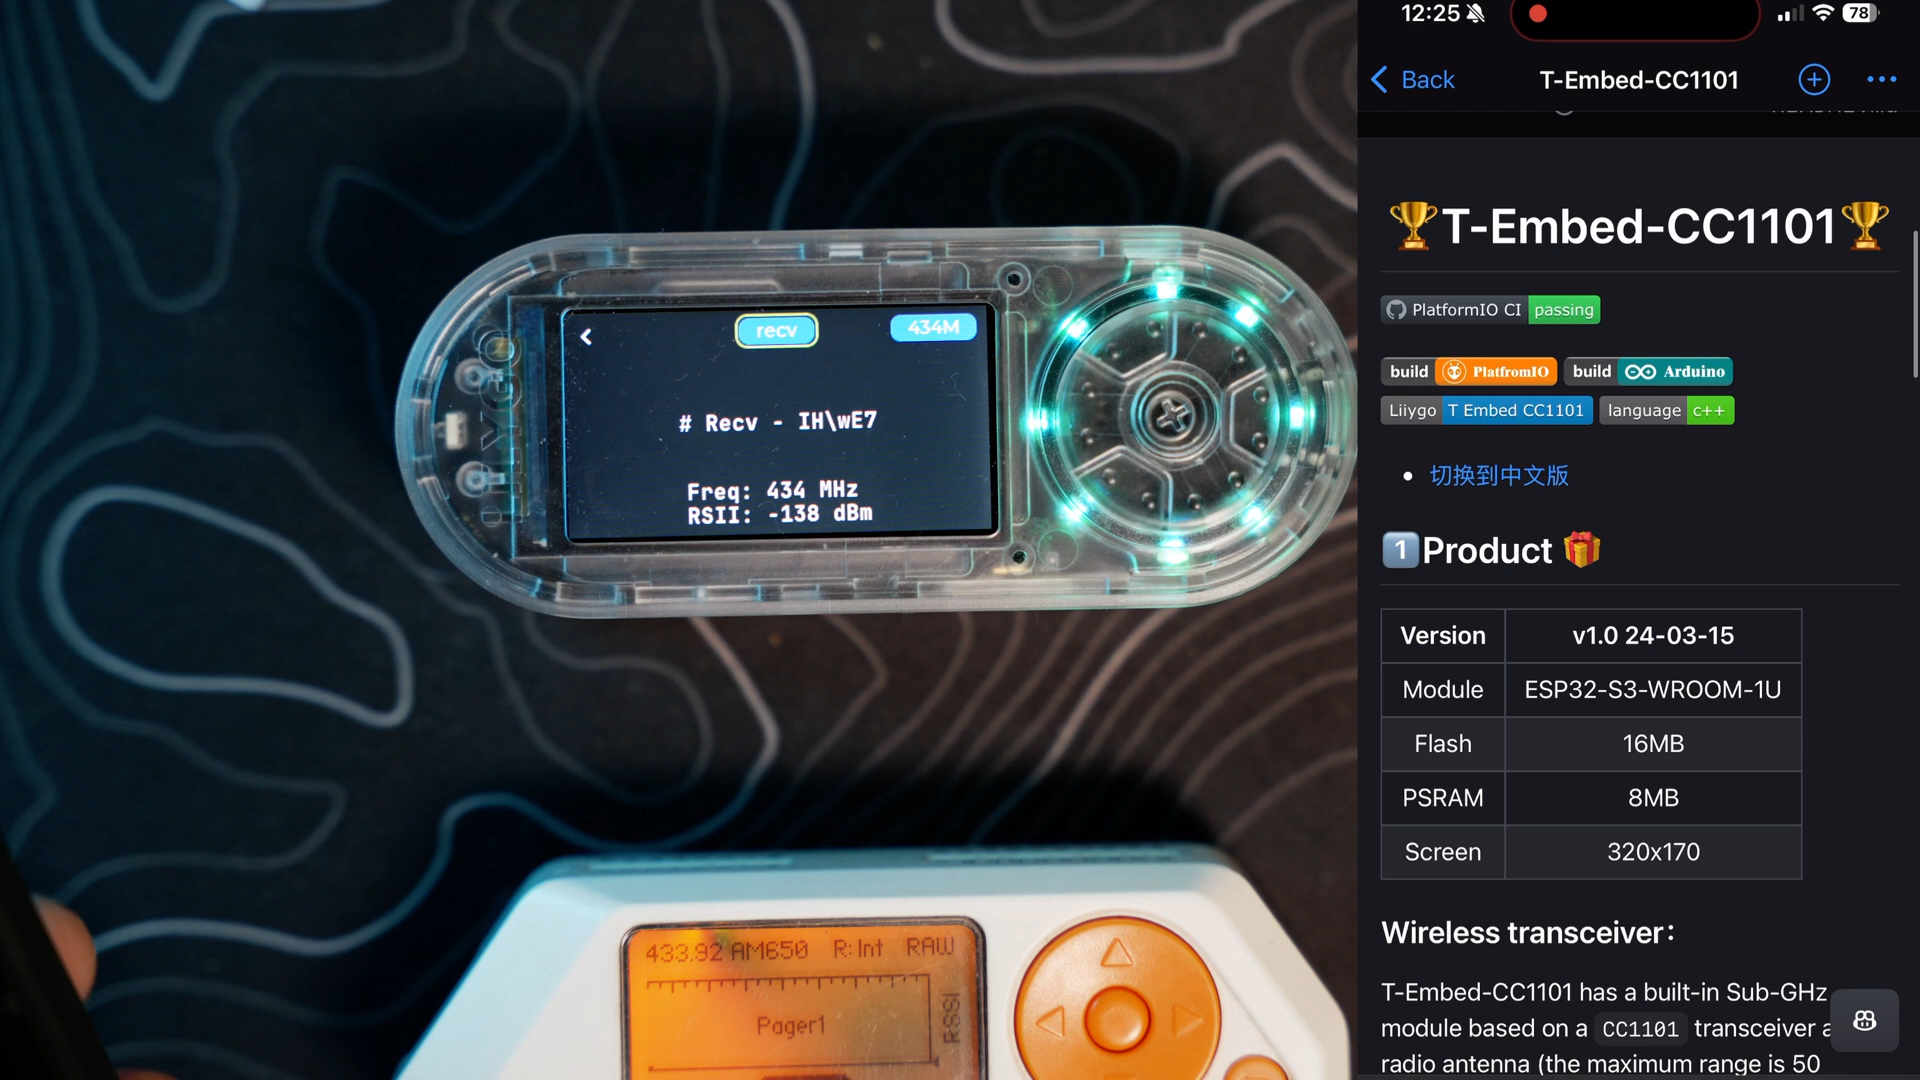 recv
434M
# Recv - IH\wE7
Freq: 434 MHz
RSII: -138 dBm
433.92 AM650 R:Int RAW
RSSI
Pager1
12:25
78
Back
T-Embed-CC1101
🏆T-Embed-CC1101🏆
PlatformIO CI passing
build PlatfromIO build Arduino
Liiygo T Embed CC1101 language c++
切换到中文版
1 Product 🎁
Version v1.0 24-03-15
Module ESP32-S3-WROOM-1U
Flash 16MB
PSRAM 8MB
Screen 320x170
Wireless transceiver:
T-Embed-CC1101 has a built-in Sub-GHz
module based on a CC1101 transceiver a
radio antenna (the maximum range is 50